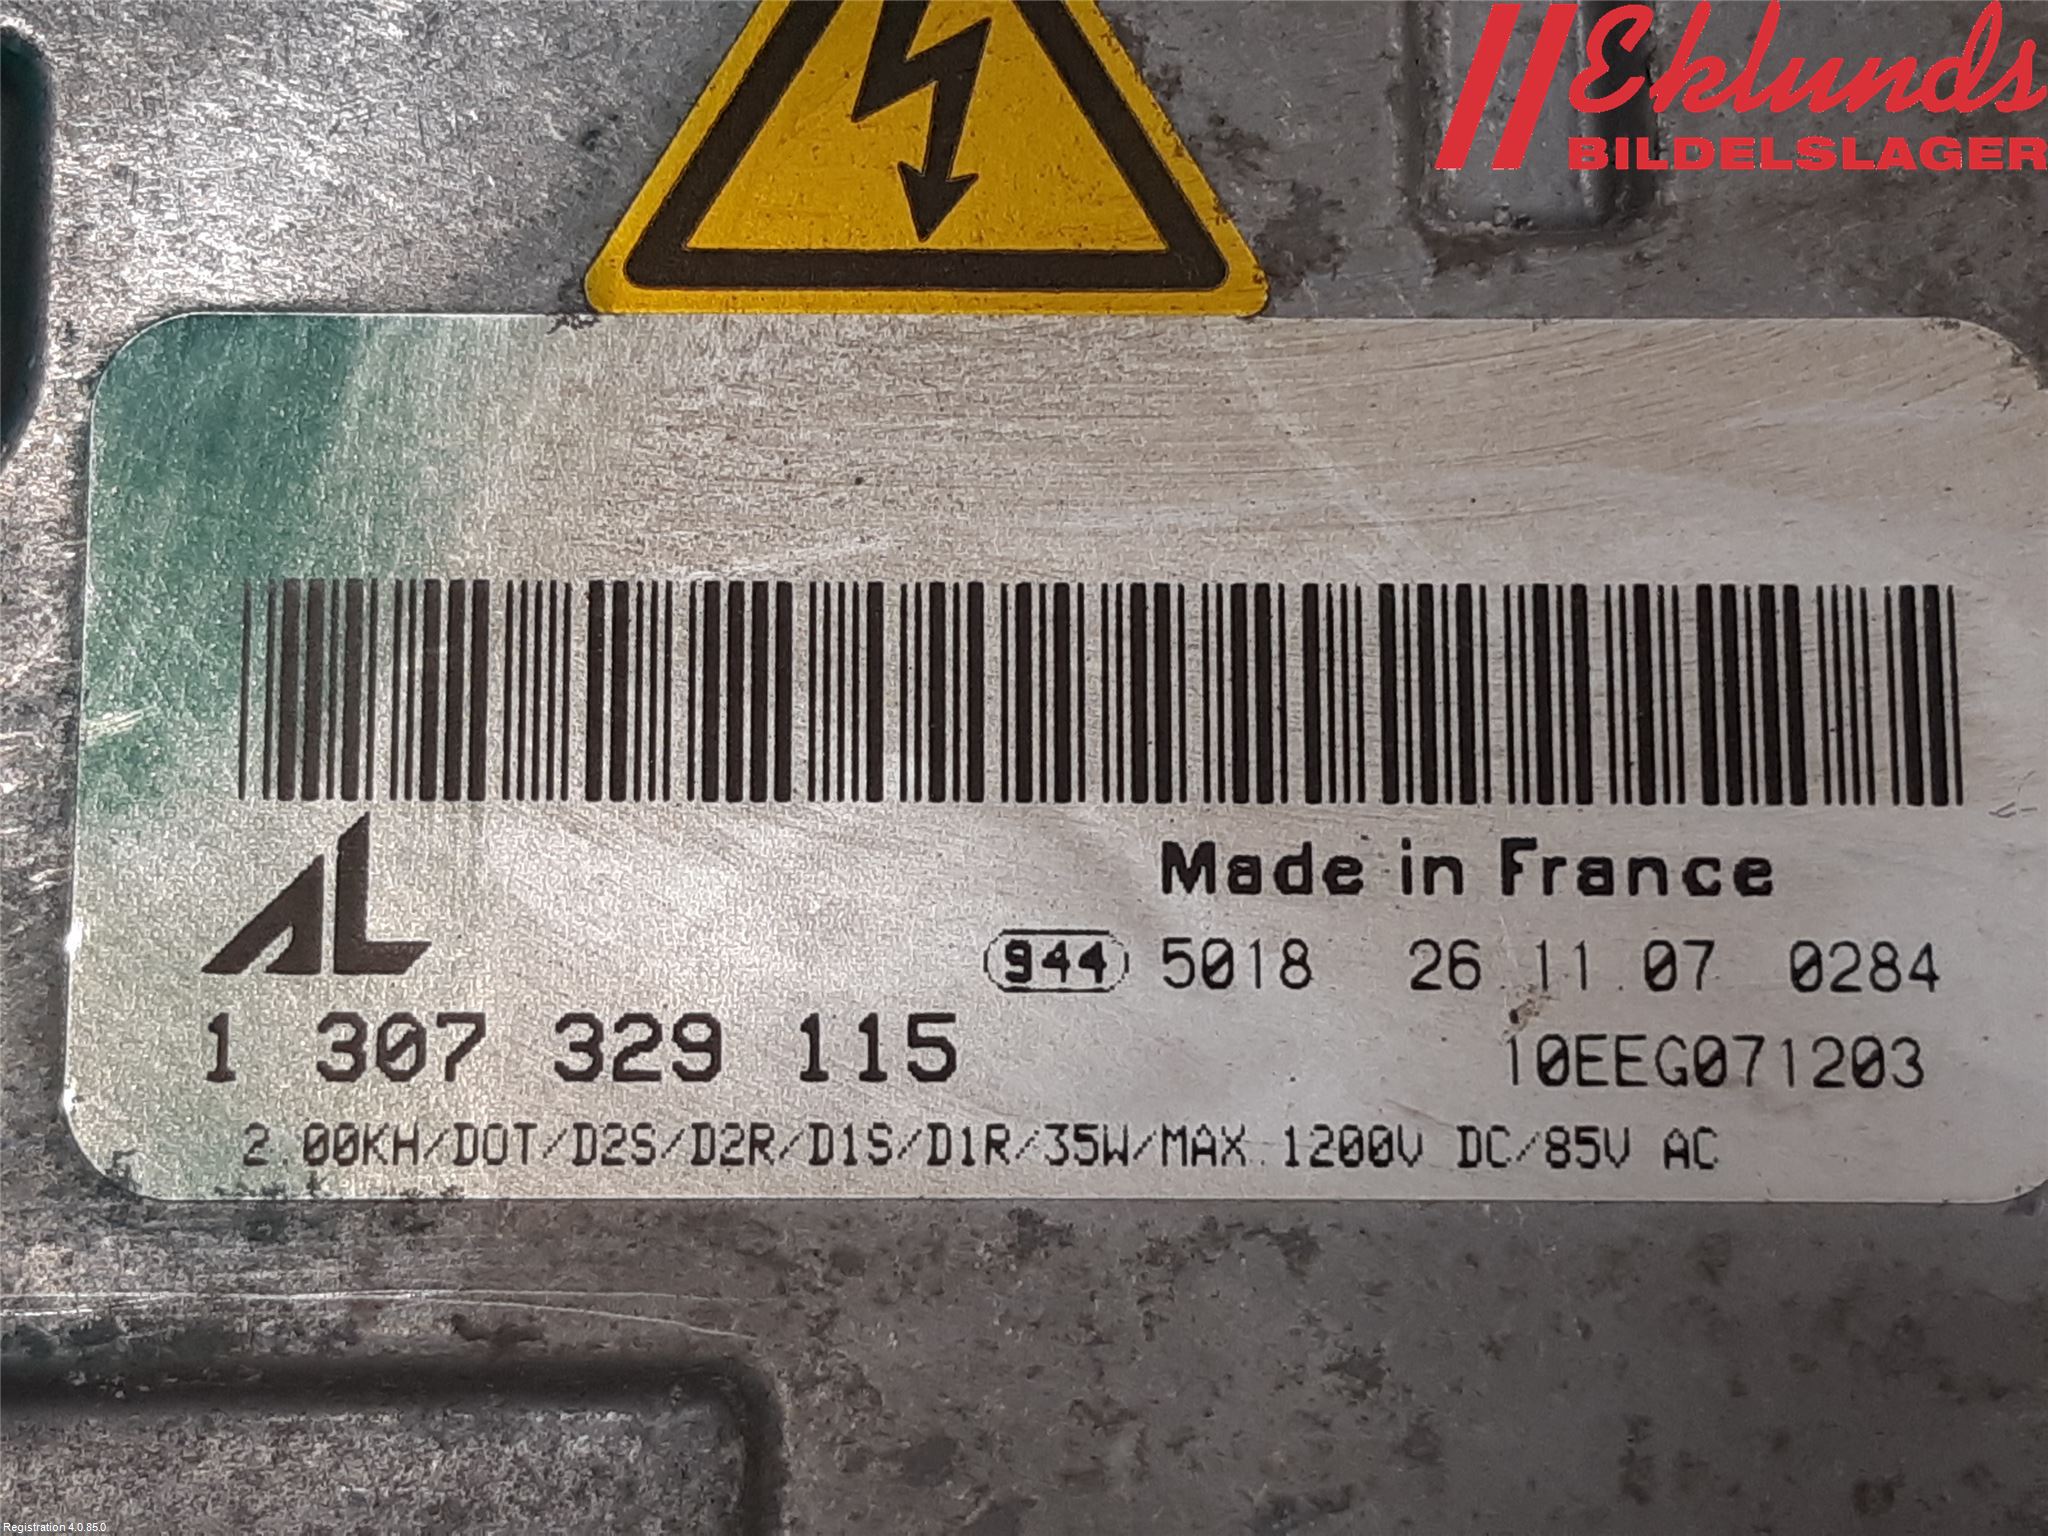 Eklunds
BILDELSLAGER
Made in France
944 5018 26.11.07 0284
1 307 329 115
10EEG071203
2.00KH/DOT/D2S/D2R/D1S/D1R/35W/MAX.1200V DC/85V AC
Registration 4.0.85.0